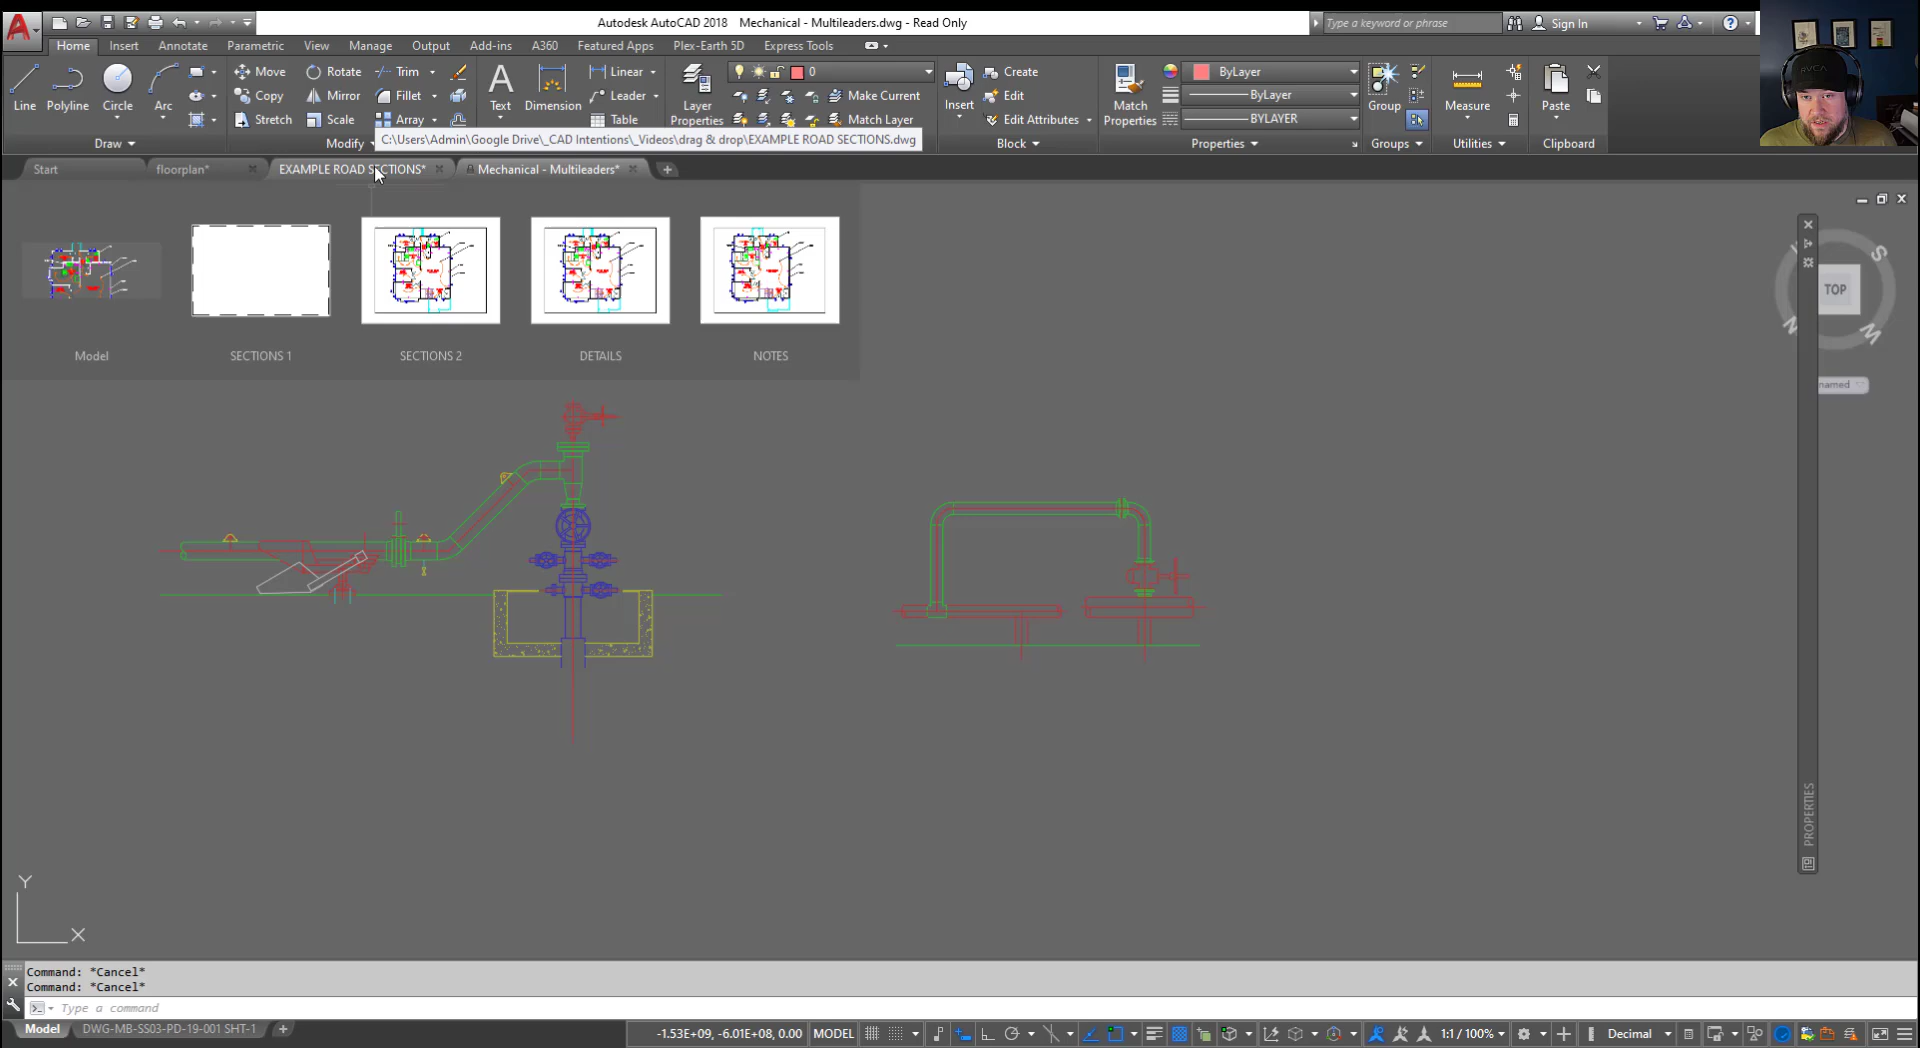 Autodesk AutoCAD 2018 Mechanical - Multileaders.dwg - Read Only
Type a keyword or phrase
Sign In
Home Insert Annotate Parametric View Manage Output Add-ins A360 Featured Apps Plex-Earth 5D Express Tools
Line Polyline Circle Arc
Draw
Move Rotate Trim
Copy Mirror Fillet
Stretch Scale Array
Modify
Text Dimension
Linear
Leader
Table
Layer
Properties
0
Make Current
Match Layer
Insert
Create
Edit
Edit Attributes
Block
Match
Properties
ByLayer
ByLayer
BYLAYER
Properties
Group
Groups
Measure
Utilities
Paste
Clipboard
C:\Users\Admin\Google Drive\_CAD Intentions\_Videos\drag & drop\EXAMPLE ROAD SECTIONS.dwg
Start floorplan* EXAMPLE ROAD SECTIONS* Mechanical - Multileaders*
Model SECTIONS 1 SECTIONS 2 DETAILS NOTES
TOP
S
N
W
named
PROPERTIES
Y
X
Command: *Cancel*
Command: *Cancel*
Type a command
Model DWG-MB-SS03-PD-19-001 SHT-1
-1.53E+09, -6.01E+08, 0.00 MODEL 1:1 / 100% Decimal